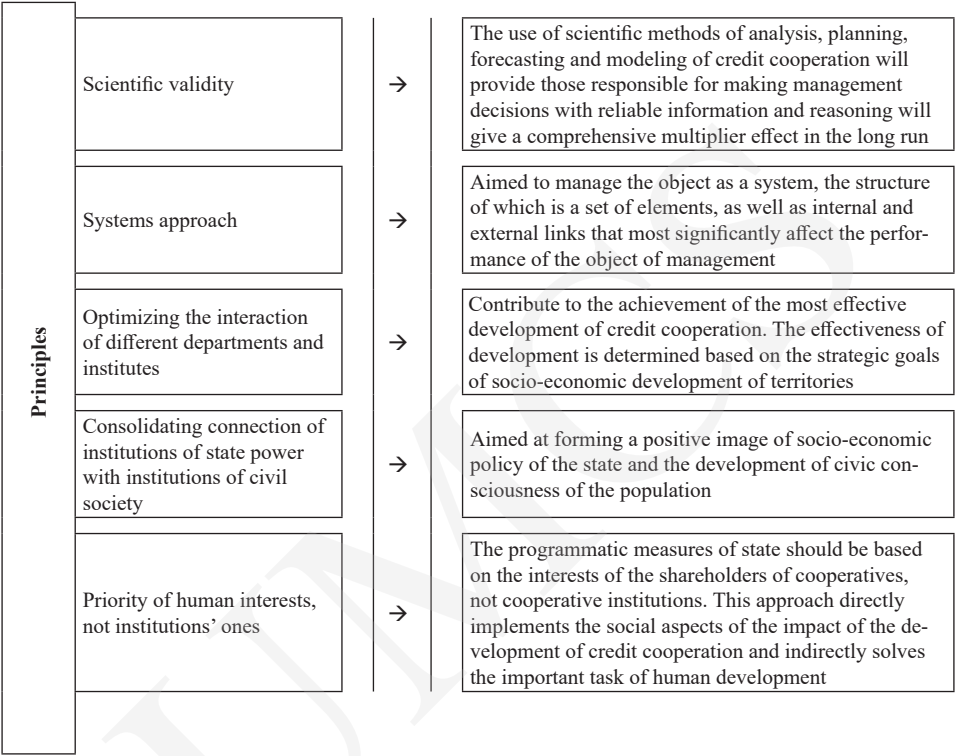 Principles
Scientific validity
→
The use of scientific methods of analysis, planning,
forecasting and modeling of credit cooperation will
provide those responsible for making management
decisions with reliable information and reasoning will
give a comprehensive multiplier effect in the long run
Systems approach
→
Aimed to manage the object as a system, the structure
of which is a set of elements, as well as internal and
external links that most significantly affect the perfor-
mance of the object of management
Optimizing the interaction
of different departments and
institutes
→
Contribute to the achievement of the most effective
development of credit cooperation. The effectiveness of
development is determined based on the strategic goals
of socio-economic development of territories
Consolidating connection of
institutions of state power
with institutions of civil
society
→
Aimed at forming a positive image of socio-economic
policy of the state and the development of civic con-
sciousness of the population
Priority of human interests,
not institutions’ ones
→
The programmatic measures of state should be based
on the interests of the shareholders of cooperatives,
not cooperative institutions. This approach directly
implements the social aspects of the impact of the de-
velopment of credit cooperation and indirectly solves
the important task of human development
UMCS